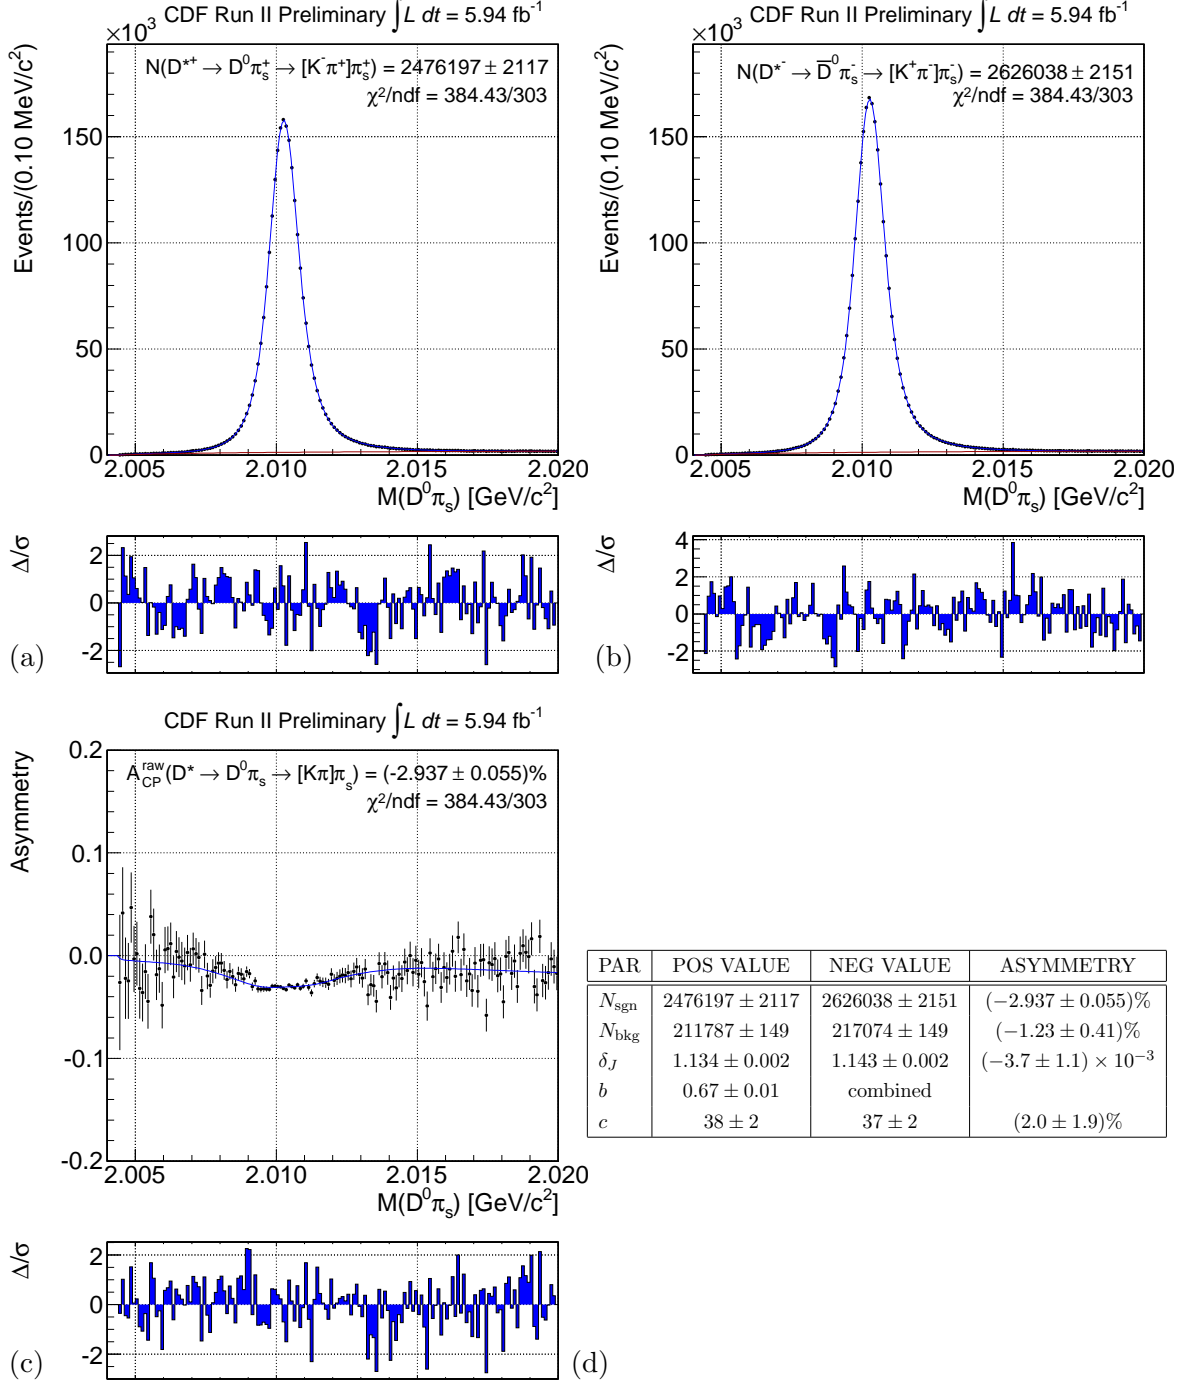 CDF Run II Preliminary ∫L dt = 5.94 fb⁻¹
×10³
N(D*⁺ → D⁰πₛ⁺ → [K⁻π⁺]πₛ⁺) = 2476197 ± 2117
χ²/ndf = 384.43/303
Events/(0.10 MeV/c²)
150
100
50
0
2.005 2.010 2.015 2.020
M(D⁰πₛ) [GeV/c²]
Δ/σ
2
0
-2
(a)
CDF Run II Preliminary ∫L dt = 5.94 fb⁻¹
×10³
N(D*⁻ → D̅⁰πₛ⁻ → [K⁺π⁻]πₛ⁻) = 2626038 ± 2151
χ²/ndf = 384.43/303
Events/(0.10 MeV/c²)
150
100
50
0
2.005 2.010 2.015 2.020
M(D⁰πₛ) [GeV/c²]
Δ/σ
4
2
0
-2
(b)
CDF Run II Preliminary ∫L dt = 5.94 fb⁻¹
A_CP^raw(D* → D⁰πₛ → [Kπ]πₛ) = (-2.937 ± 0.055)%
χ²/ndf = 384.43/303
Asymmetry
0.2
0.1
0.0
-0.1
-0.2
2.005 2.010 2.015 2.020
M(D⁰πₛ) [GeV/c²]
Δ/σ
2
0
-2
(c)
PAR POS VALUE NEG VALUE ASYMMETRY
N_sgn 2476197 ± 2117 2626038 ± 2151 (−2.937 ± 0.055)%
N_bkg 211787 ± 149 217074 ± 149 (−1.23 ± 0.41)%
δ_J 1.134 ± 0.002 1.143 ± 0.002 (−3.7 ± 1.1) × 10⁻³
b 0.67 ± 0.01 combined
c 38 ± 2 37 ± 2 (2.0 ± 1.9)%
(d)